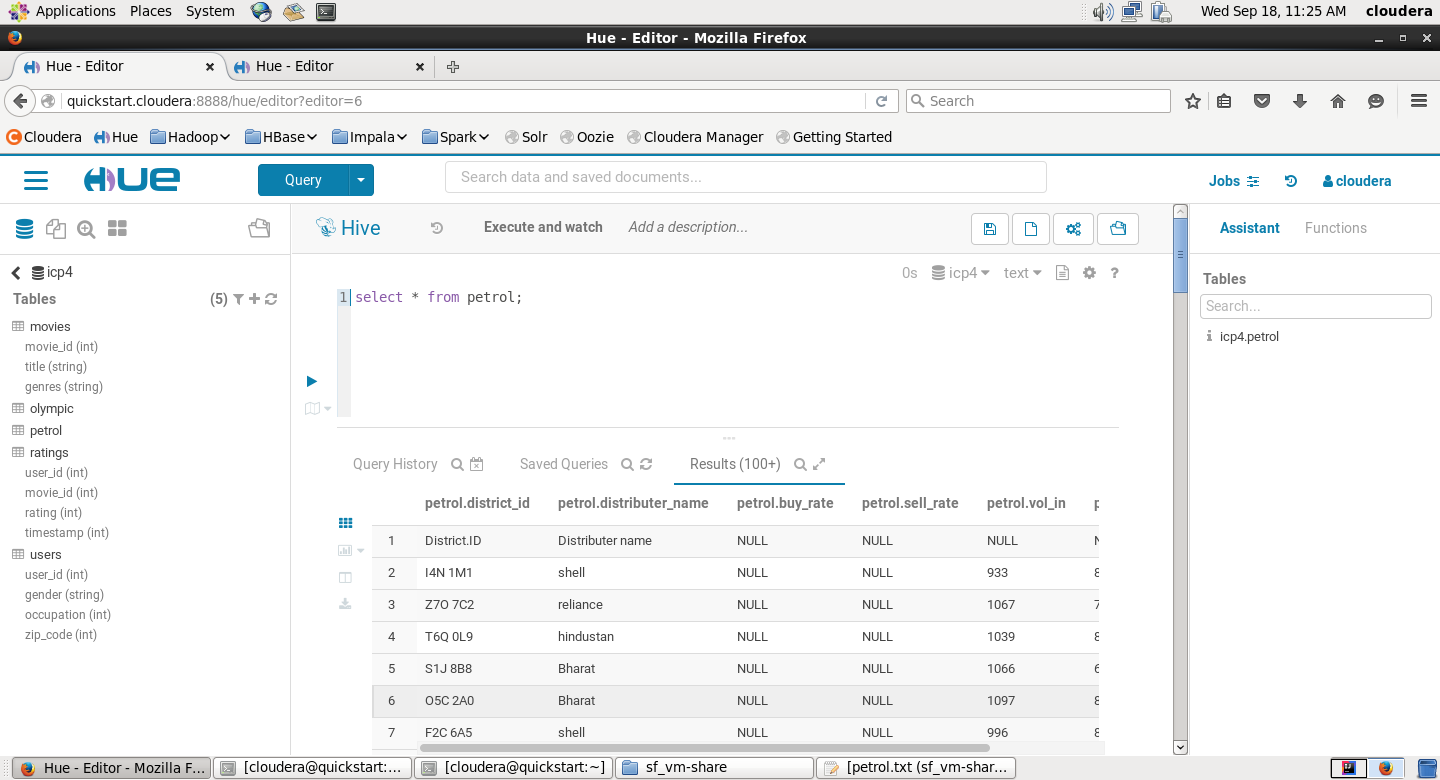 Applications Places System Wed Sep 18, 11:25 AM cloudera
Hue - Editor - Mozilla Firefox
Hue - Editor Hue - Editor
quickstart.cloudera:8888/hue/editor?editor=6 Search
Cloudera Hue Hadoop HBase Impala Spark Solr Oozie Cloudera Manager Getting Started
HUE Query Search data and saved documents... Jobs cloudera
Hive Execute and watch Add a description... Assistant Functions
icp4 0s icp4 text ?
Tables (5) Tables
1 select * from petrol; Search...
movies icp4.petrol
movie_id (int)
title (string)
genres (string)
olympic
petrol
ratings
user_id (int)
movie_id (int)
rating (int)
timestamp (int)
users
user_id (int)
gender (string)
occupation (int)
zip_code (int)
Query History Saved Queries Results (100+)
petrol.district_id petrol.distributer_name petrol.buy_rate petrol.sell_rate petrol.vol_in
1 District.ID Distributer name NULL NULL NULL
2 I4N 1M1 shell NULL NULL 933 8
3 Z7O 7C2 reliance NULL NULL 1067 7
4 T6Q 0L9 hindustan NULL NULL 1039 8
5 S1J 8B8 Bharat NULL NULL 1066 6
6 O5C 2A0 Bharat NULL NULL 1097 8
7 F2C 6A5 shell NULL NULL 996 8
Hue - Editor - Mozilla F... [cloudera@quickstart:... [cloudera@quickstart:~] sf_vm-share [petrol.txt (sf_vm-shar...